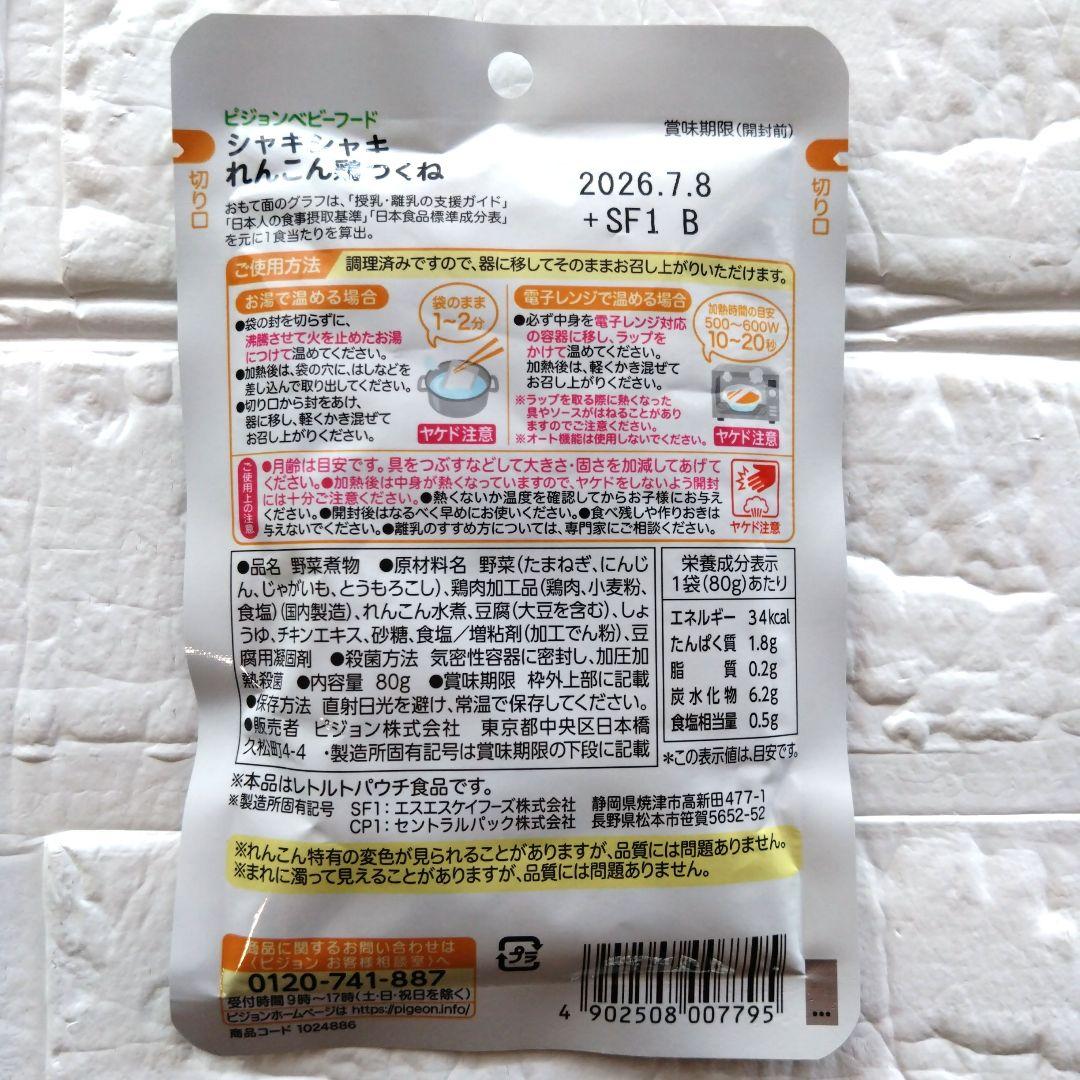 ピジョンベビーフード
シャキシャキ
れんこん鶏つくね
賞味期限(開封前)
2026.7.8
+SF1 B
切り口
切り口
おもて面のグラフは、「授乳・離乳の支援ガイド」
「日本人の食事摂取基準」「日本食品標準成分表」
を元に1食当たりを算出。
ご使用方法 調理済みですので、器に移してそのままお召し上がりいただけます。
お湯で温める場合
袋のまま
1〜2分
●袋の封を切らずに、
沸騰させて火を止めたお湯
につけて温めてください。
●加熱後は、袋の穴に、はしなどを
差し込んで取り出してください。
●切り口から封をあけ、
器に移し、軽くかき混ぜて
お召し上がりください。
ヤケド注意
電子レンジで温める場合
加熱時間の目安
500〜600W
10〜20秒
●必ず中身を電子レンジ対応
の容器に移し、ラップを
かけて温めてください。
加熱後は、軽くかき混ぜて
お召し上がりください。
※ラップを取る際に熱くなった
具やソースがはねることがあり
ますのでご注意ください。
※オート機能は使用しないでください。
ヤケド注意
ご使用上の注意
●月齢は目安です。具をつぶすなどして大きさ・固さを加減してあげて
ください。●加熱後は中身が熱くなっていますので、ヤケドをしないよう開封
には十分ご注意ください。●熱くないか温度を確認してからお子様にお与え
ください。●開封後はなるべく早めにお使いください。●食べ残しや作りおきは
与えないでください。●離乳のすすめ方については、専門家にご相談ください。
ヤケド注意
●品名 野菜煮物 ●原材料名 野菜(たまねぎ、にんじ
ん、じゃがいも、とうもろこし)、鶏肉加工品(鶏肉、小麦粉、
食塩)(国内製造)、れんこん水煮、豆腐(大豆を含む)、しょ
うゆ、チキンエキス、砂糖、食塩/増粘剤(加工でん粉)、豆
腐用凝固剤 ●殺菌方法 気密性容器に密封し、加圧加
熱殺菌 ●内容量 80g ●賞味期限 枠外上部に記載
●保存方法 直射日光を避け、常温で保存してください。
●販売者 ピジョン株式会社 東京都中央区日本橋
久松町4-4 ・製造所固有記号は賞味期限の下段に記載
栄養成分表示
1袋(80g)あたり
エネルギー 34kcal
たんぱく質 1.8g
脂質 0.2g
炭水化物 6.2g
食塩相当量 0.5g
*この表示値は、目安です。
※本品はレトルトパウチ食品です。
※製造所固有記号 SF1:エスエスケイフーズ株式会社 静岡県焼津市高新田477-1
CP1:セントラルパック株式会社 長野県松本市笹賀5652-52
※れんこん特有の変色が見られることがありますが、品質には問題ありません。
※まれに濁って見えることがありますが、品質には問題ありません。
商品に関するお問い合わせは
〈ピジョン お客様相談室〉へ
0120-741-887
受付時間9時〜17時(土・日・祝日を除く)
ピジョンホームページは https://pigeon.info/
商品コード 1024886
プラ
4 902508 007795